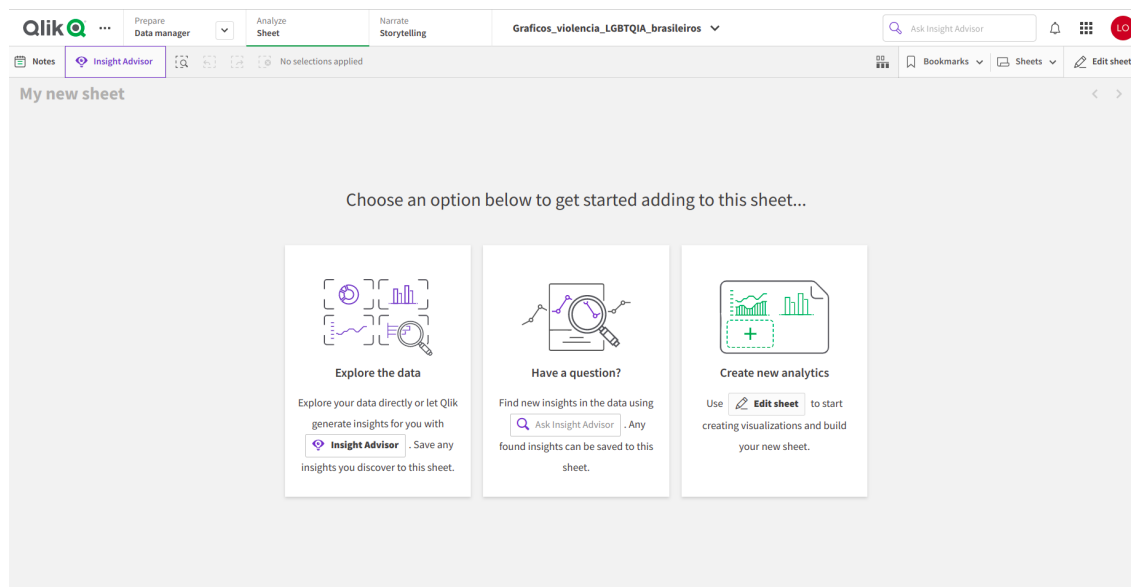 Qlik
Prepare
Data manager
Analyze
Sheet
Narrate
Storytelling
Graficos_violencia_LGBTQIA_brasileiros
Ask Insight Advisor
LO
Notes
Insight Advisor
No selections applied
Bookmarks
Sheets
Edit sheet
My new sheet
Choose an option below to get started adding to this sheet...
Explore the data
Explore your data directly or let Qlik
generate insights for you with
Insight Advisor . Save any
insights you discover to this sheet.
Have a question?
Find new insights in the data using
Ask Insight Advisor . Any
found insights can be saved to this
sheet.
Create new analytics
Use Edit sheet to start
creating visualizations and build
your new sheet.